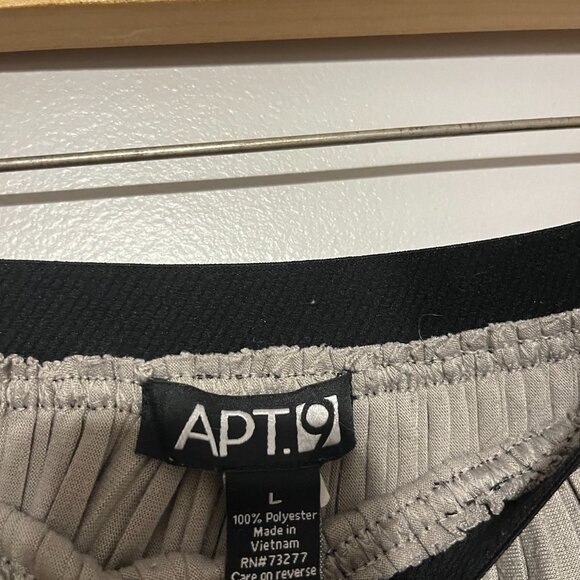 APT.9
L
100% Polyester
Made in
Vietnam
RN#73277
Care on reverse